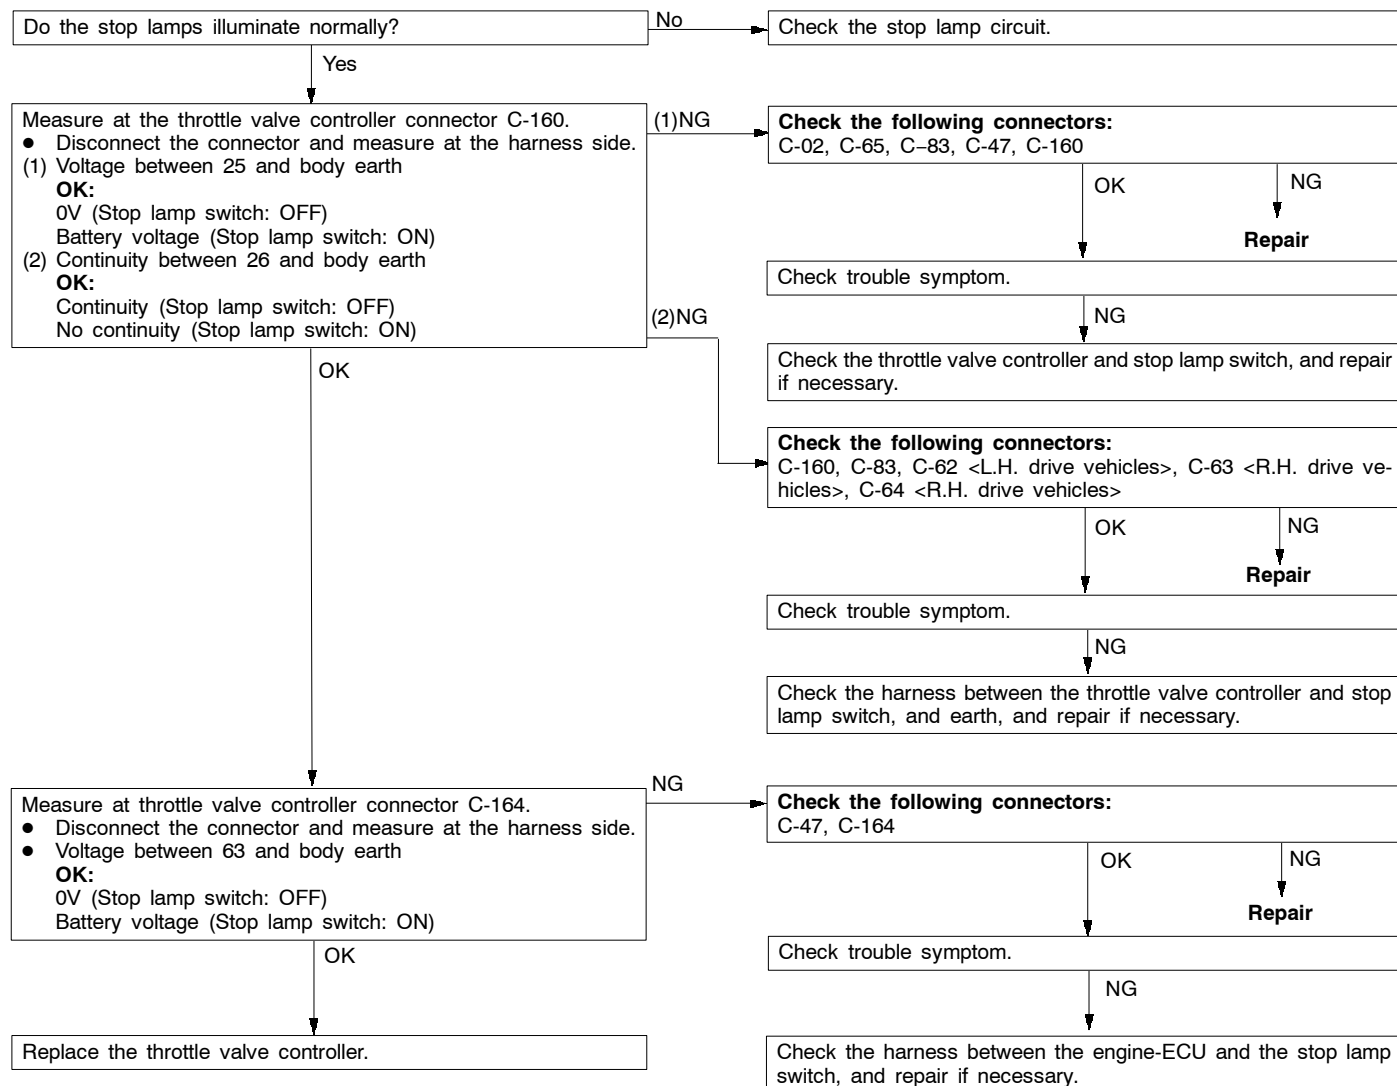 Do the stop lamps illuminate normally?
No
Check the stop lamp circuit.
Yes
Measure at the throttle valve controller connector C-160.
● Disconnect the connector and measure at the harness side.
(1) Voltage between 25 and body earth
OK:
0V (Stop lamp switch: OFF)
Battery voltage (Stop lamp switch: ON)
(2) Continuity between 26 and body earth
OK:
Continuity (Stop lamp switch: OFF)
No continuity (Stop lamp switch: ON)
(1)NG
Check the following connectors:
C-02, C-65, C–83, C-47, C-160
OK
NG
Repair
Check trouble symptom.
NG
Check the throttle valve controller and stop lamp switch, and repair
if necessary.
(2)NG
Check the following connectors:
C-160, C-83, C-62 <L.H. drive vehicles>, C-63 <R.H. drive ve-
hicles>, C-64 <R.H. drive vehicles>
OK
NG
Repair
Check trouble symptom.
NG
Check the harness between the throttle valve controller and stop
lamp switch, and earth, and repair if necessary.
OK
Measure at throttle valve controller connector C-164.
● Disconnect the connector and measure at the harness side.
● Voltage between 63 and body earth
OK:
0V (Stop lamp switch: OFF)
Battery voltage (Stop lamp switch: ON)
NG
Check the following connectors:
C-47, C-164
OK
NG
Repair
Check trouble symptom.
NG
Check the harness between the engine-ECU and the stop lamp
switch, and repair if necessary.
OK
Replace the throttle valve controller.